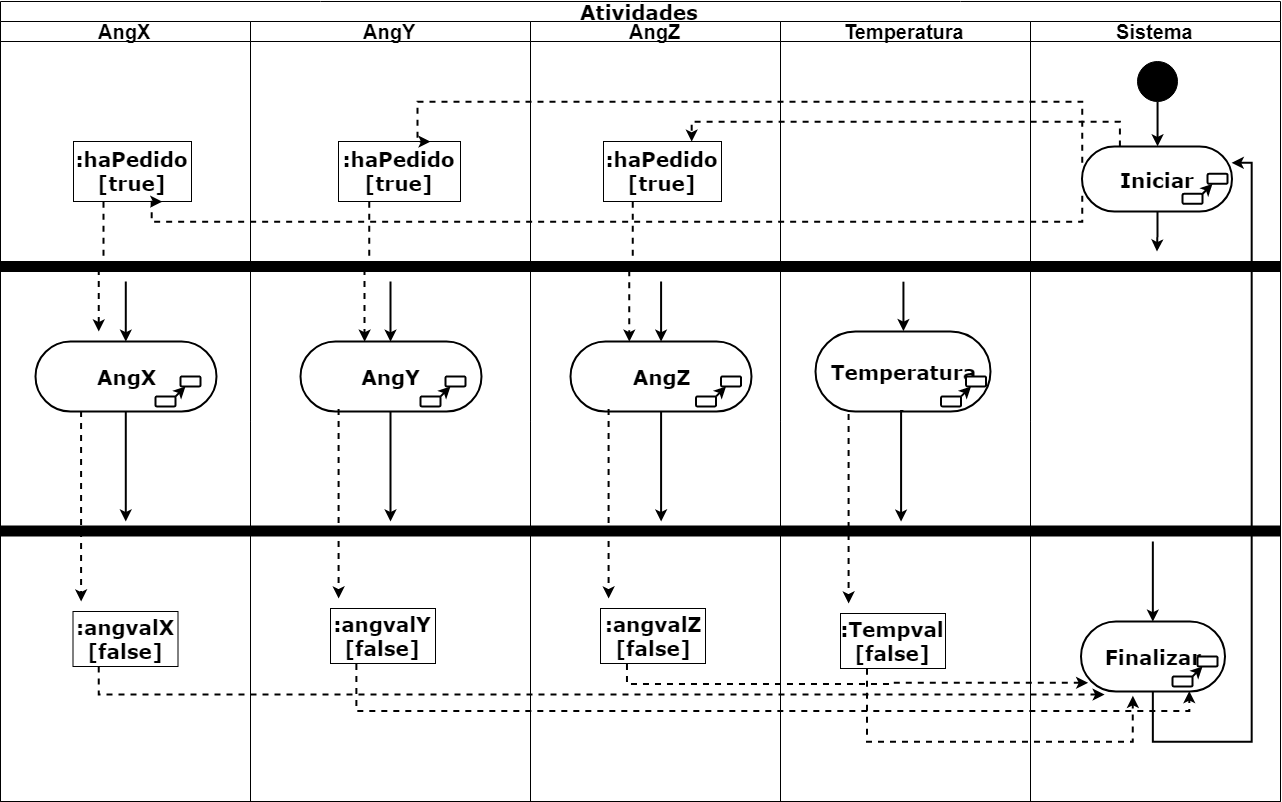 Atividades
AngX
AngY
AngZ
Temperatura
Sistema
:haPedido
[true]
:haPedido
[true]
:haPedido
[true]
Iniciar
AngX
AngY
AngZ
Temperatura
:angvalX
[false]
:angvalY
[false]
:angvalZ
[false]
:Tempval
[false]
Finalizar